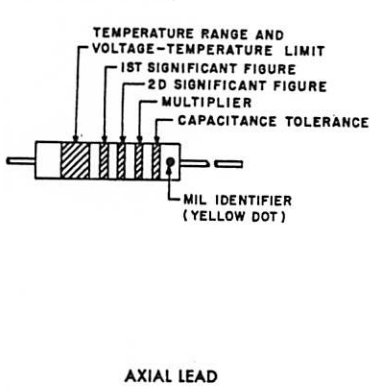 TEMPERATURE RANGE AND
VOLTAGE-TEMPERATURE LIMIT
1ST SIGNIFICANT FIGURE
2D SIGNIFICANT FIGURE
MULTIPLIER
CAPACITANCE TOLERANCE
MIL IDENTIFIER
(YELLOW DOT)
AXIAL LEAD